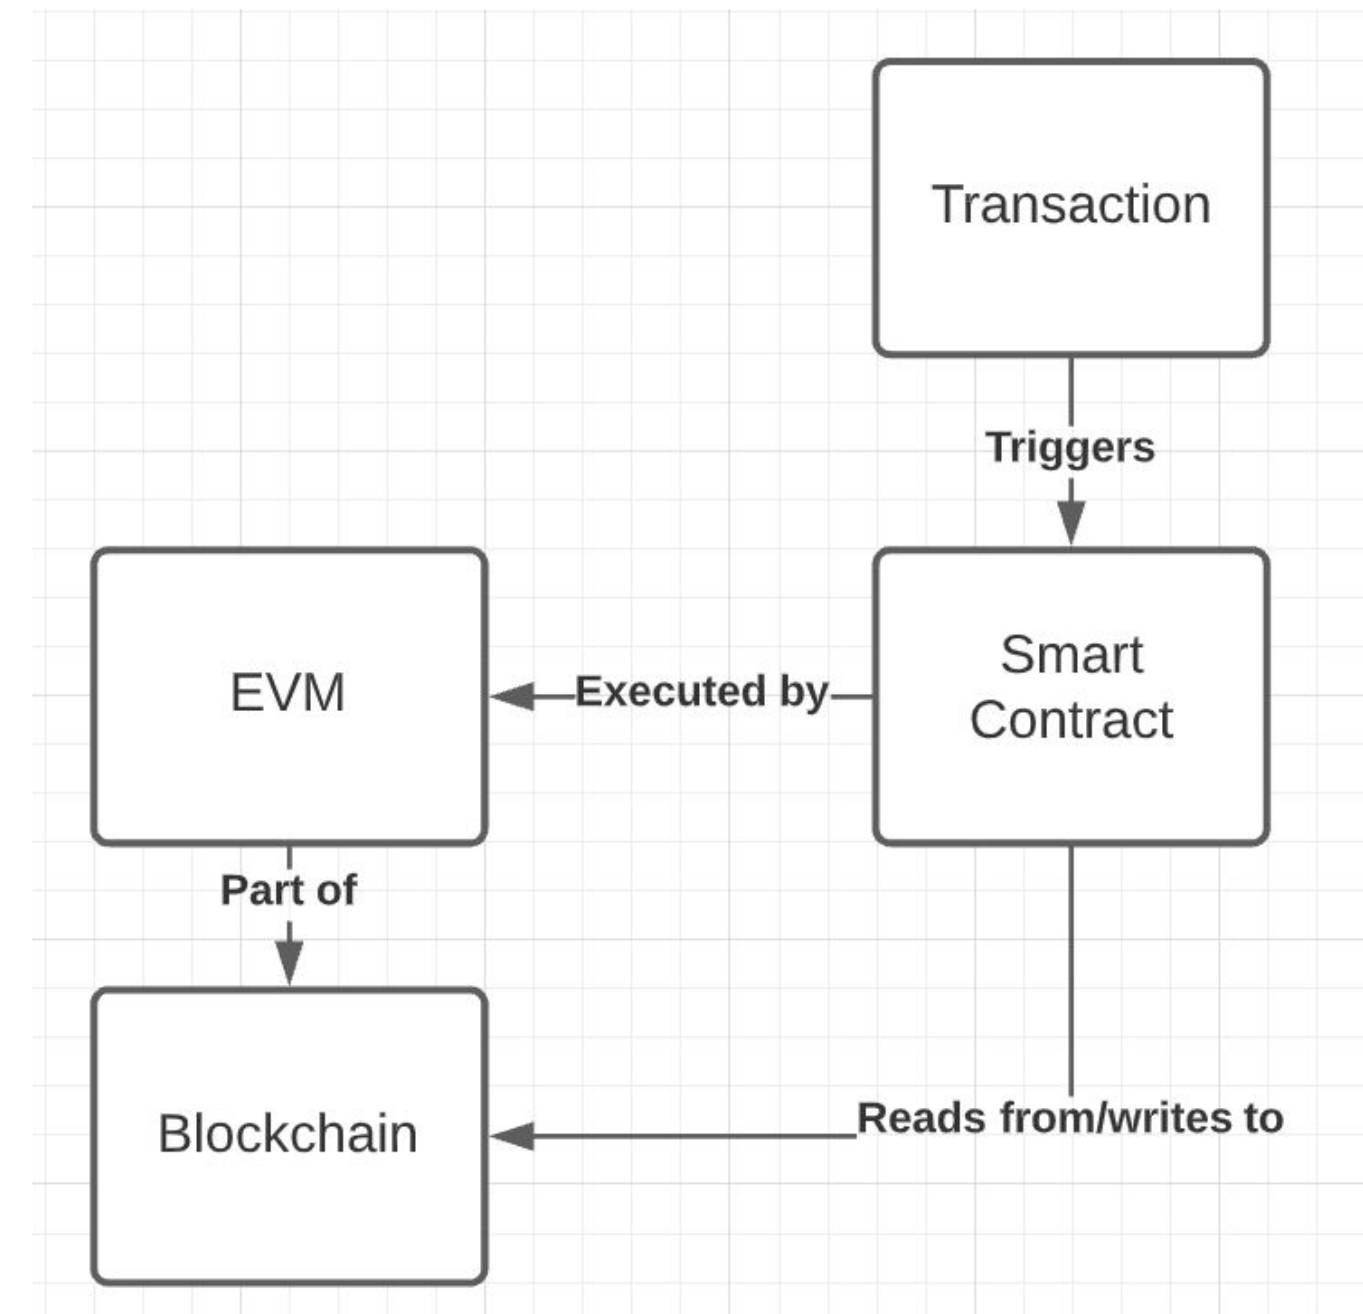 Transaction
Triggers
EVM
Executed by
Smart
Contract
Part of
Blockchain
Reads from/writes to